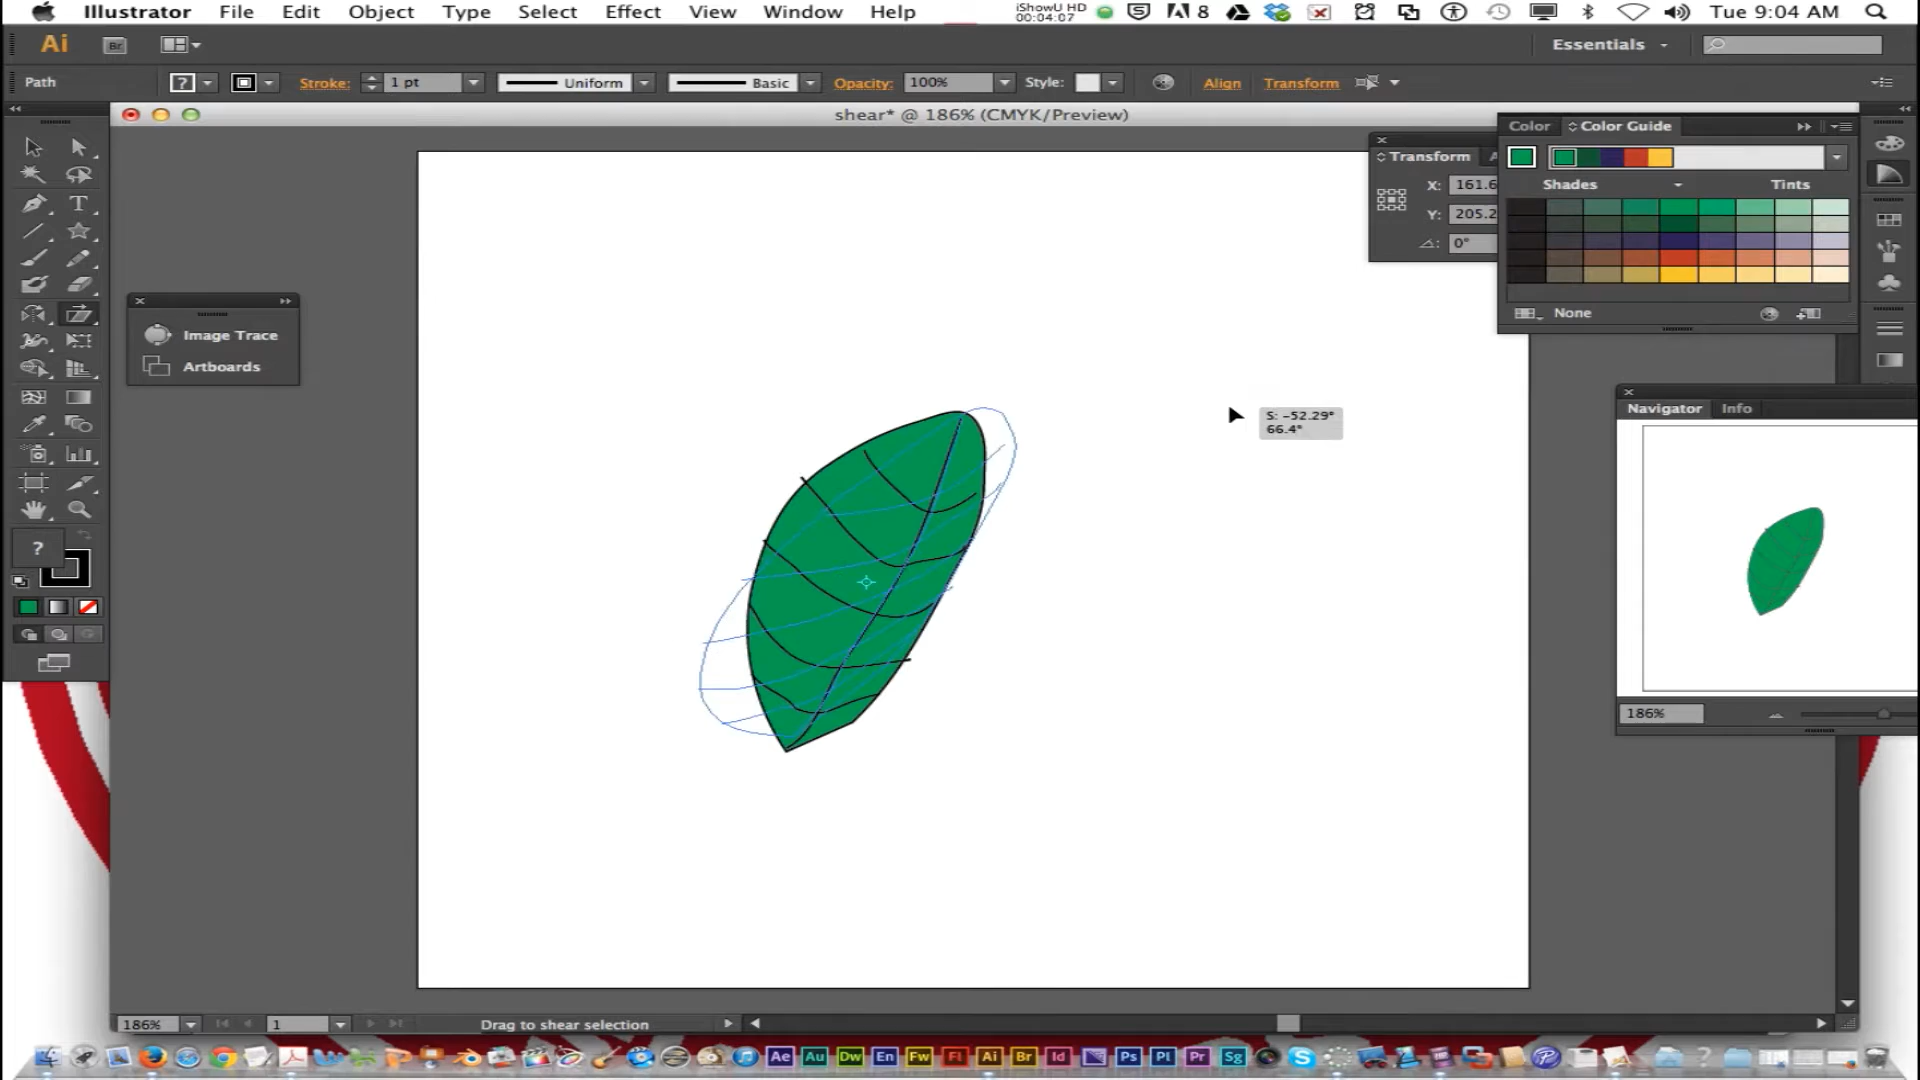 Illustrator File Edit Object Type Select Effect View Window Help iShowU HD 00:04:07 8 Tue 9:04 AM
Ai Br Essentials
Path ? Stroke: 1 pt Uniform Basic Opacity: 100% Style: Align Transform
shear* @ 186% (CMYK/Preview)
Color Color Guide
Transform
X: 161.6
Shades Tints
Y: 205.2
0°
None
Image Trace
Artboards
S: -52.29°
66.4°
Navigator Info
?
186%
186% 1 Drag to shear selection
Ae Au Dw En Fw Fl Ai Br Id Ps Pl Pr Sg